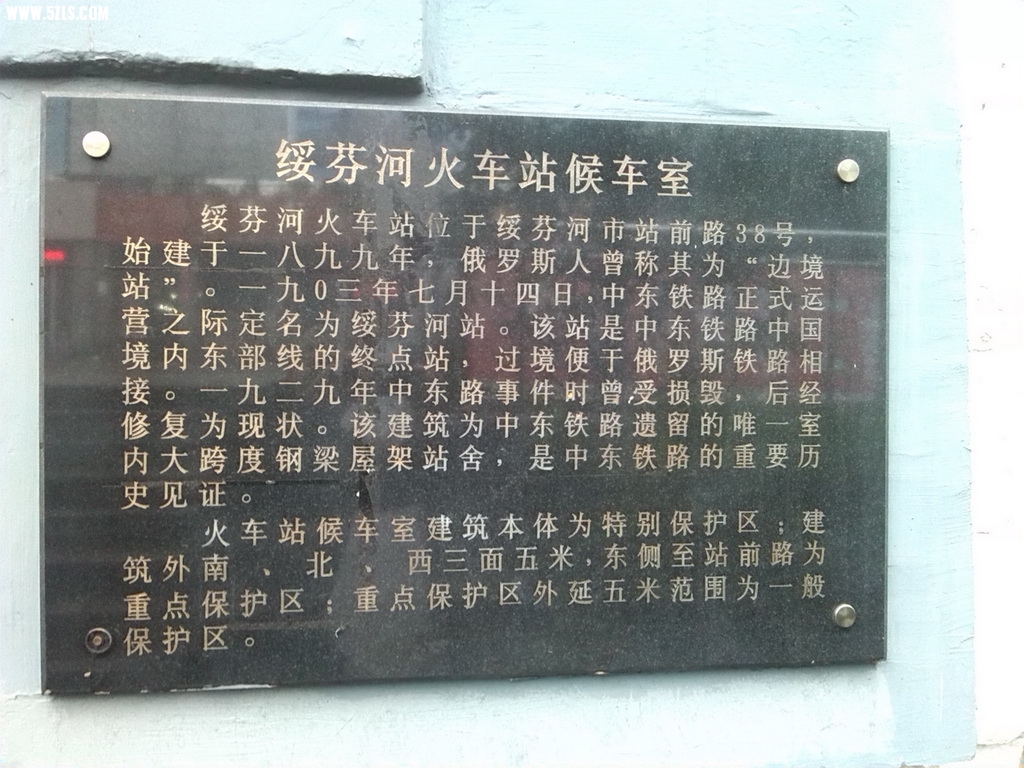 WWW.5ZLS.COM
绥芬河火车站候车室
绥芬河火车站位于绥芬河市站前路38号，
始建于一八九九年，俄罗斯人曾称其为“边境
站”。一九0三年七月十四日，中东铁路正式运
营之际定名为绥芬河站。该站是中东铁路中国
境内东部线的终点站，过境便于俄罗斯铁路相
接。一九二九年中东路事件时曾受损毁，后经
修复为现状。该建筑为中东铁路遗留的唯一室
内大跨度钢梁屋架站舍，是中东铁路的重要历
史见证。
火车站候车室建筑本体为特别保护区；建
筑外南、北、西三面五米，东侧至站前路为
重点保护区；重点保护区外延五米范围为一般
保护区。